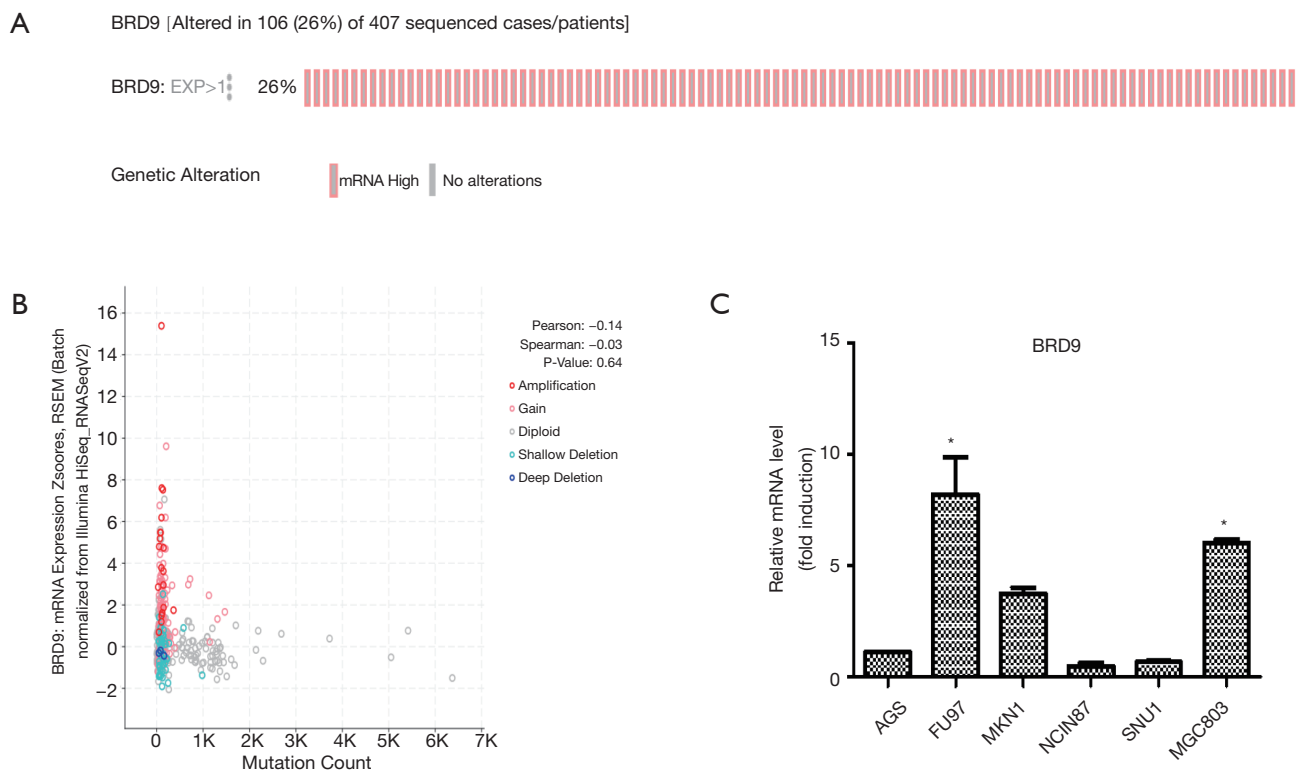 A
BRD9 [Altered in 106 (26%) of 407 sequenced cases/patients]
BRD9: EXP>1 26%
Genetic Alteration mRNA High No alterations
B
BRD9: mRNA Expression Zsoores, RSEM (Batch
normalized from Illumina HiSeq_RNASeqV2)
16
14
12
10
8
6
4
2
0
−2
0 1K 2K 3K 4K 5K 6K 7K
Mutation Count
Pearson: −0.14
Spearman: −0.03
P-Value: 0.64
Amplification
Gain
Diploid
Shallow Deletion
Deep Deletion
C
BRD9
Relative mRNA level
(fold induction)
15
10
5
0
*
*
AGS
FU97
MKN1
NCIN87
SNU1
MGC803